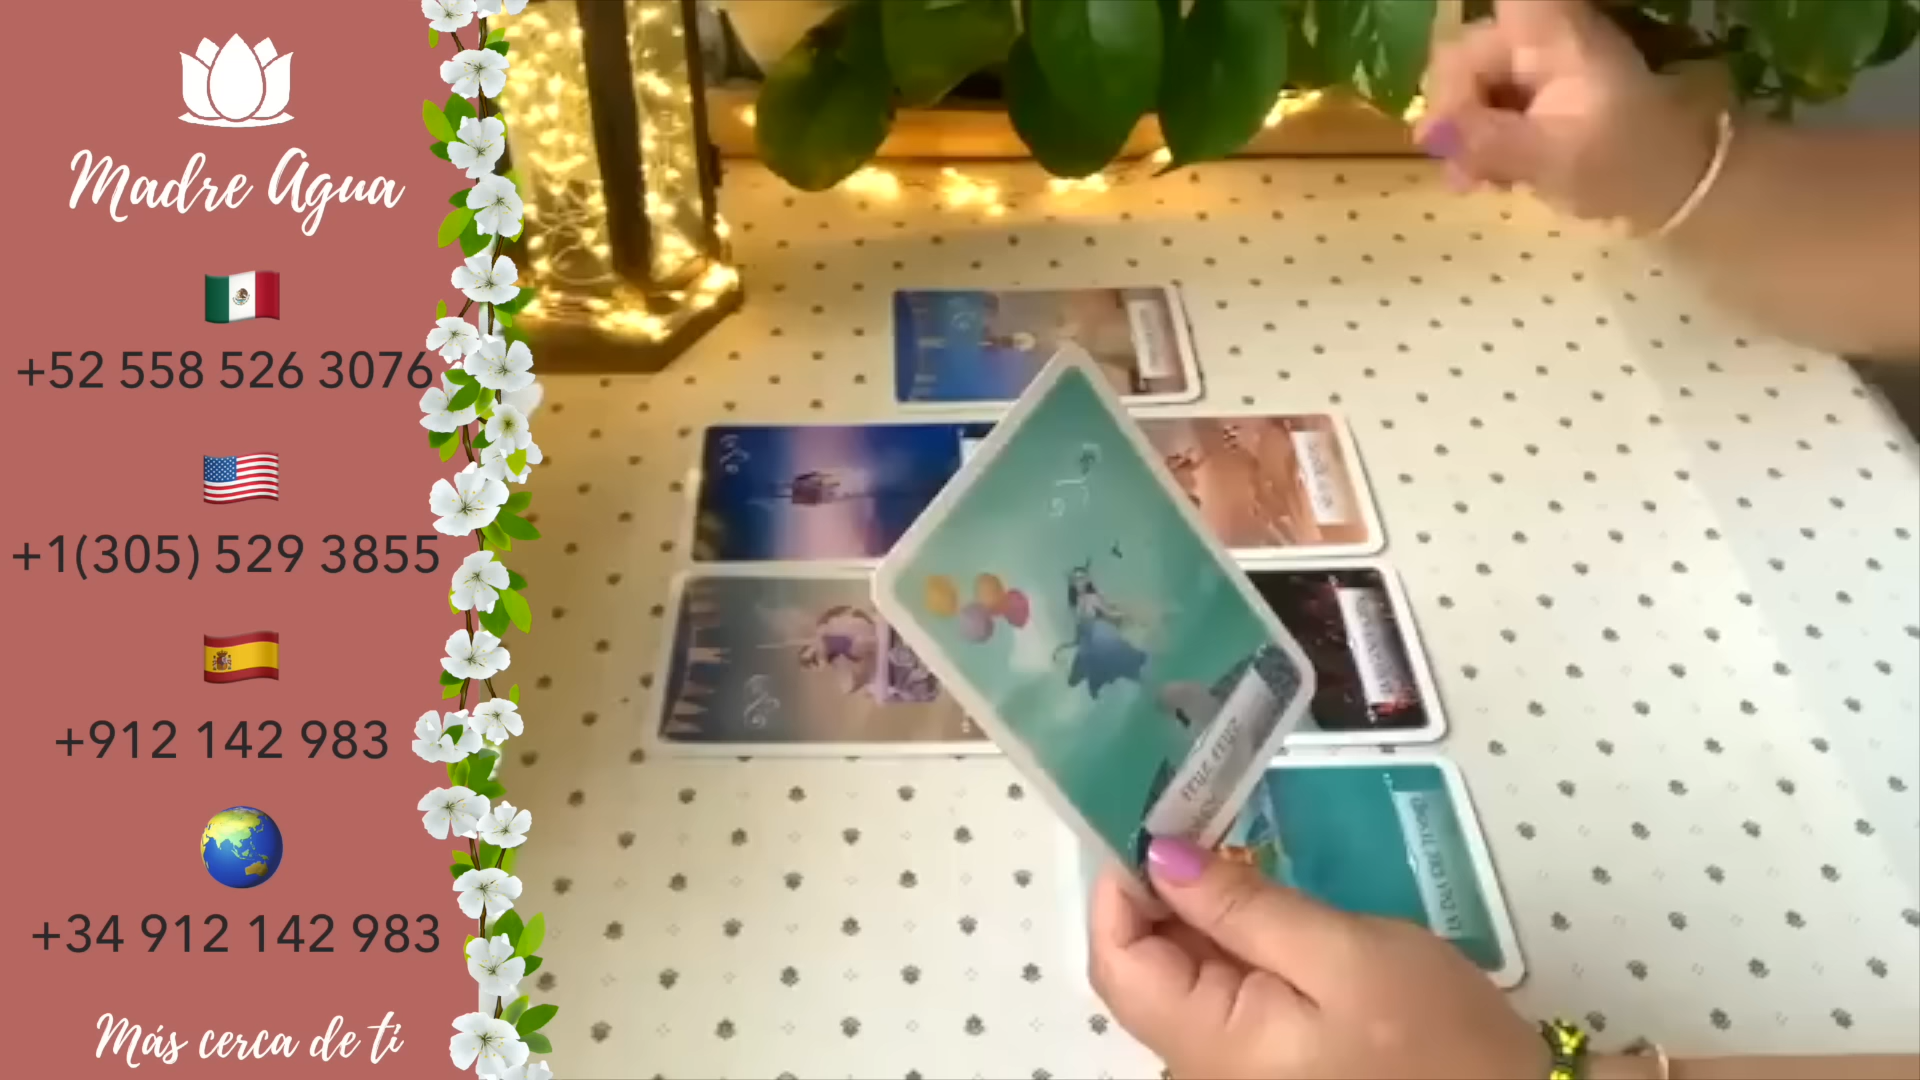 Madre Agua
+52 558 526 3076
+1(305) 529 3855
+912 142 983
+34 912 142 983
Más cerca de tí